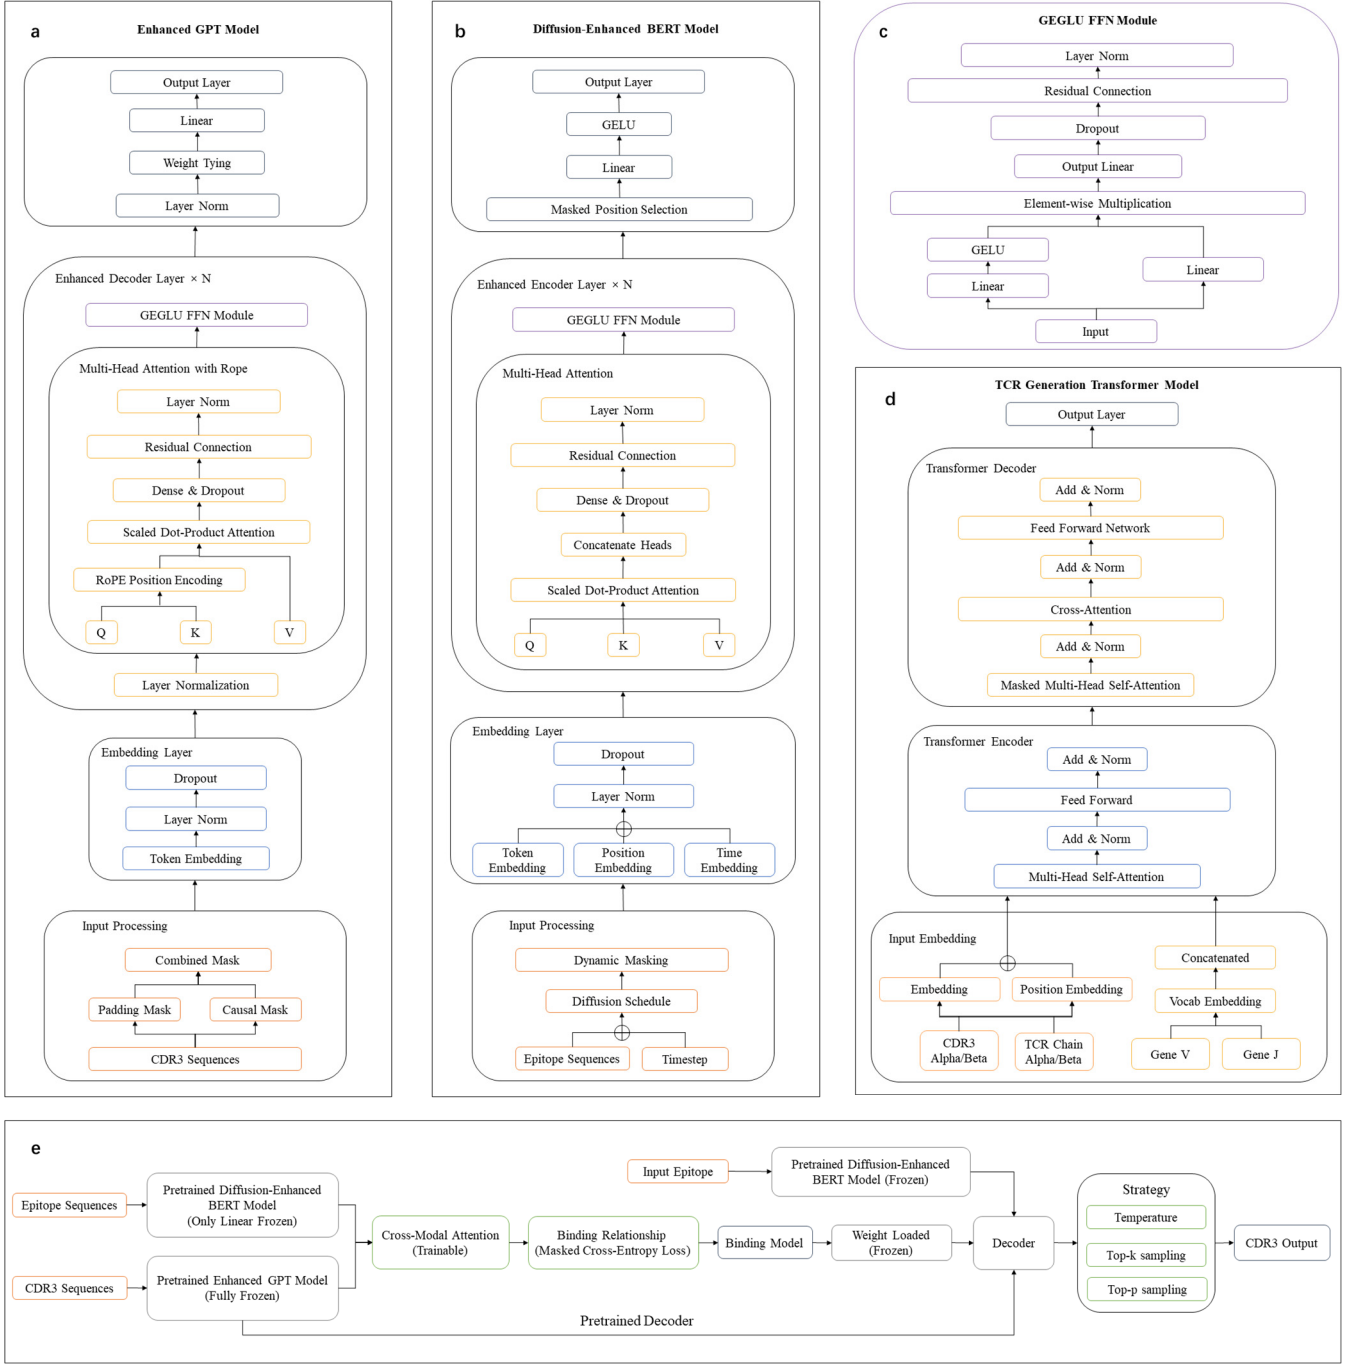 a
Enhanced GPT Model
Output Layer
Linear
Weight Tying
Layer Norm
Enhanced Decoder Layer × N
GEGLU FFN Module
Multi-Head Attention with Rope
Layer Norm
Residual Connection
Dense & Dropout
Scaled Dot-Product Attention
RoPE Position Encoding
Q
K
V
Layer Normalization
Embedding Layer
Dropout
Layer Norm
Token Embedding
Input Processing
Combined Mask
Padding Mask
Causal Mask
CDR3 Sequences
b
Diffusion-Enhanced BERT Model
Output Layer
GELU
Linear
Masked Position Selection
Enhanced Encoder Layer × N
GEGLU FFN Module
Multi-Head Attention
Layer Norm
Residual Connection
Dense & Dropout
Concatenate Heads
Scaled Dot-Product Attention
Q
K
V
Embedding Layer
Dropout
Layer Norm
Token
Embedding
Position
Embedding
Time
Embedding
Input Processing
Dynamic Masking
Diffusion Schedule
Epitope Sequences
Timestep
c
GEGLU FFN Module
Layer Norm
Residual Connection
Dropout
Output Linear
Element-wise Multiplication
GELU
Linear
Linear
Input
d
TCR Generation Transformer Model
Output Layer
Transformer Decoder
Add & Norm
Feed Forward Network
Add & Norm
Cross-Attention
Add & Norm
Masked Multi-Head Self-Attention
Transformer Encoder
Add & Norm
Feed Forward
Add & Norm
Multi-Head Self-Attention
Input Embedding
Concatenated
Embedding
Position Embedding
Vocab Embedding
CDR3
Alpha/Beta
TCR Chain
Alpha/Beta
Gene V
Gene J
e
Epitope Sequences
Pretrained Diffusion-Enhanced
BERT Model
(Only Linear Frozen)
CDR3 Sequences
Pretrained Enhanced GPT Model
(Fully Frozen)
Cross-Modal Attention
(Trainable)
Binding Relationship
(Masked Cross-Entropy Loss)
Binding Model
Weight Loaded
(Frozen)
Input Epitope
Pretrained Diffusion-Enhanced
BERT Model (Frozen)
Decoder
Pretrained Decoder
Strategy
Temperature
Top-k sampling
Top-p sampling
CDR3 Output